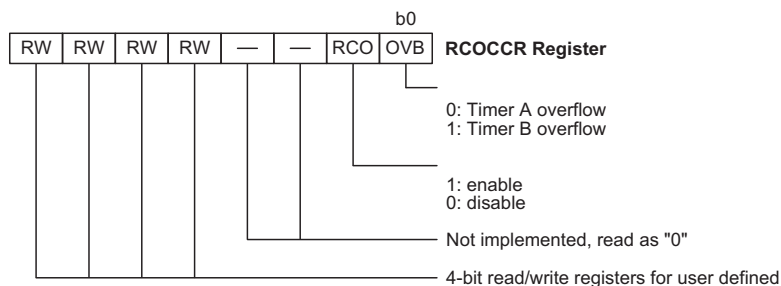 b0
RW RW RW RW — — RCO OVB RCOCCR Register
0: Timer A overflow
1: Timer B overflow
1: enable
0: disable
Not implemented, read as "0"
4-bit read/write registers for user defined